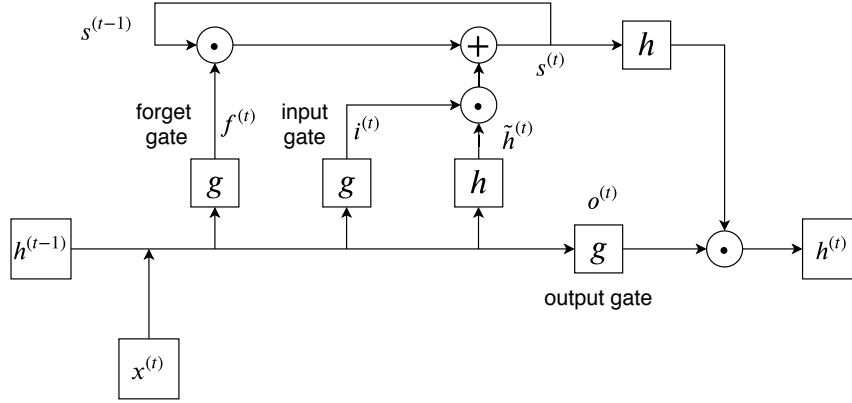 s^{(t-1)}
⊙
+
s^{(t)}
h
⊙
forget gate
f^{(t)}
input gate
i^{(t)}
h̃^{(t)}
g
g
h
o^{(t)}
h^{(t-1)}
g
⊙
h^{(t)}
output gate
x^{(t)}